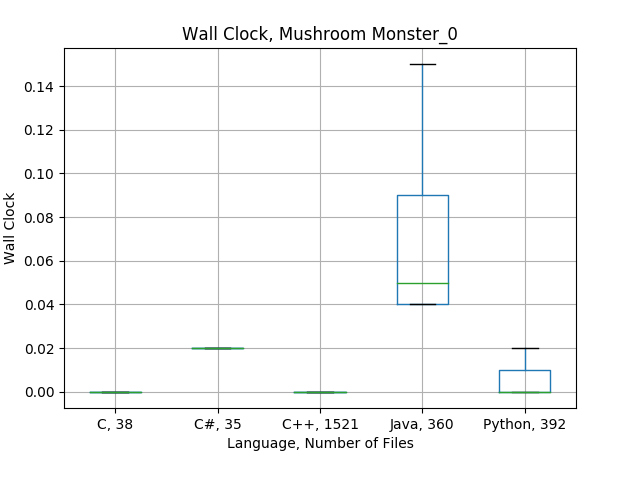 Wall Clock, Mushroom Monster_0
Wall Clock
0.14
0.12
0.10
0.08
0.06
0.04
0.02
0.00
C, 38 C#, 35 C++, 1521 Java, 360 Python, 392
Language, Number of Files